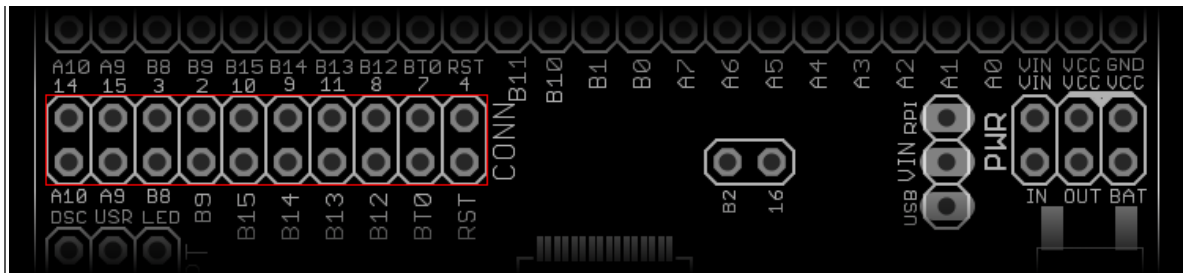 A10 A9 B8 B9 B15 B14 B13 B12 BT0 RST B11 B10 B1 B0 A7 A6 A5 A4 A3 A2 A1 A0 VIN VCC GND
14 15 3 2 10 9 11 8 7 4 VIN VCC VCC
CONN
USB VIN RPI
PWR
B2 16
A10 A9 B8 B9 B15 B14 B13 B12 BT0 RST
IN OUT BAT
DSC USR LED